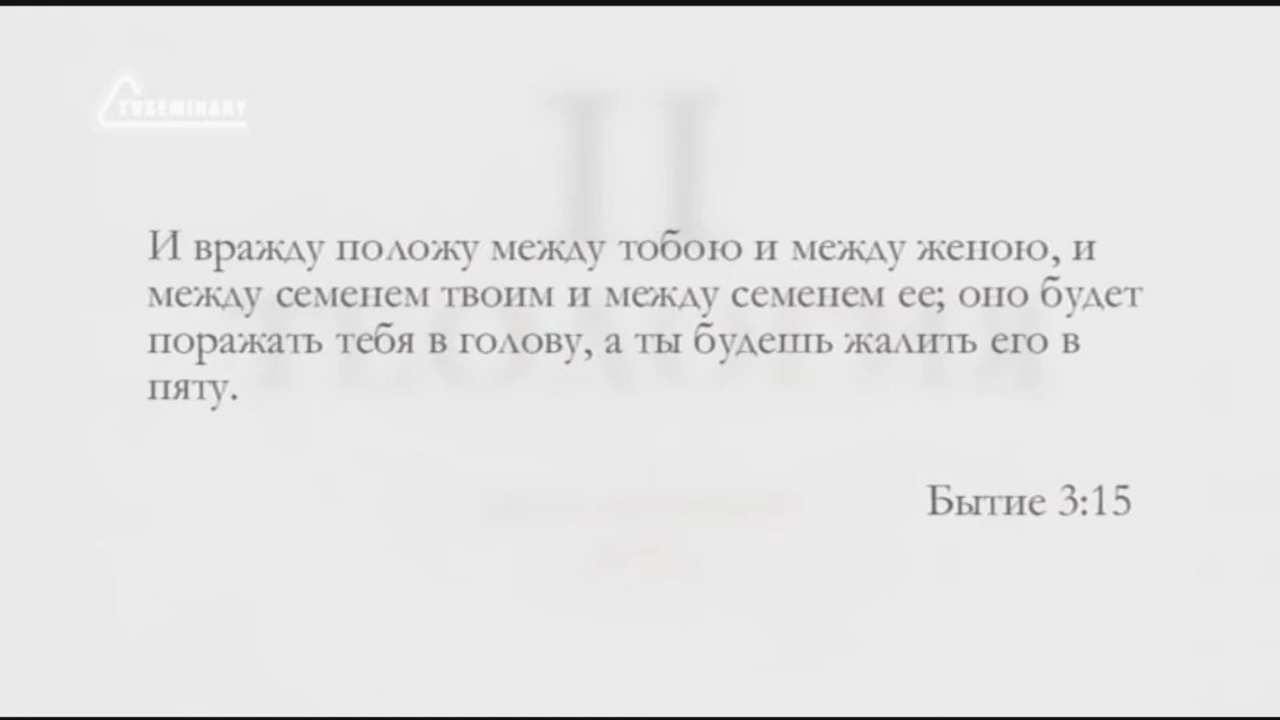 TUSEMINARY
И вражду положу между тобою и между женою, и
между семенем твоим и между семенем ее; оно будет
поражать тебя в голову, а ты будешь жалить его в
пяту.
Бытие 3:15